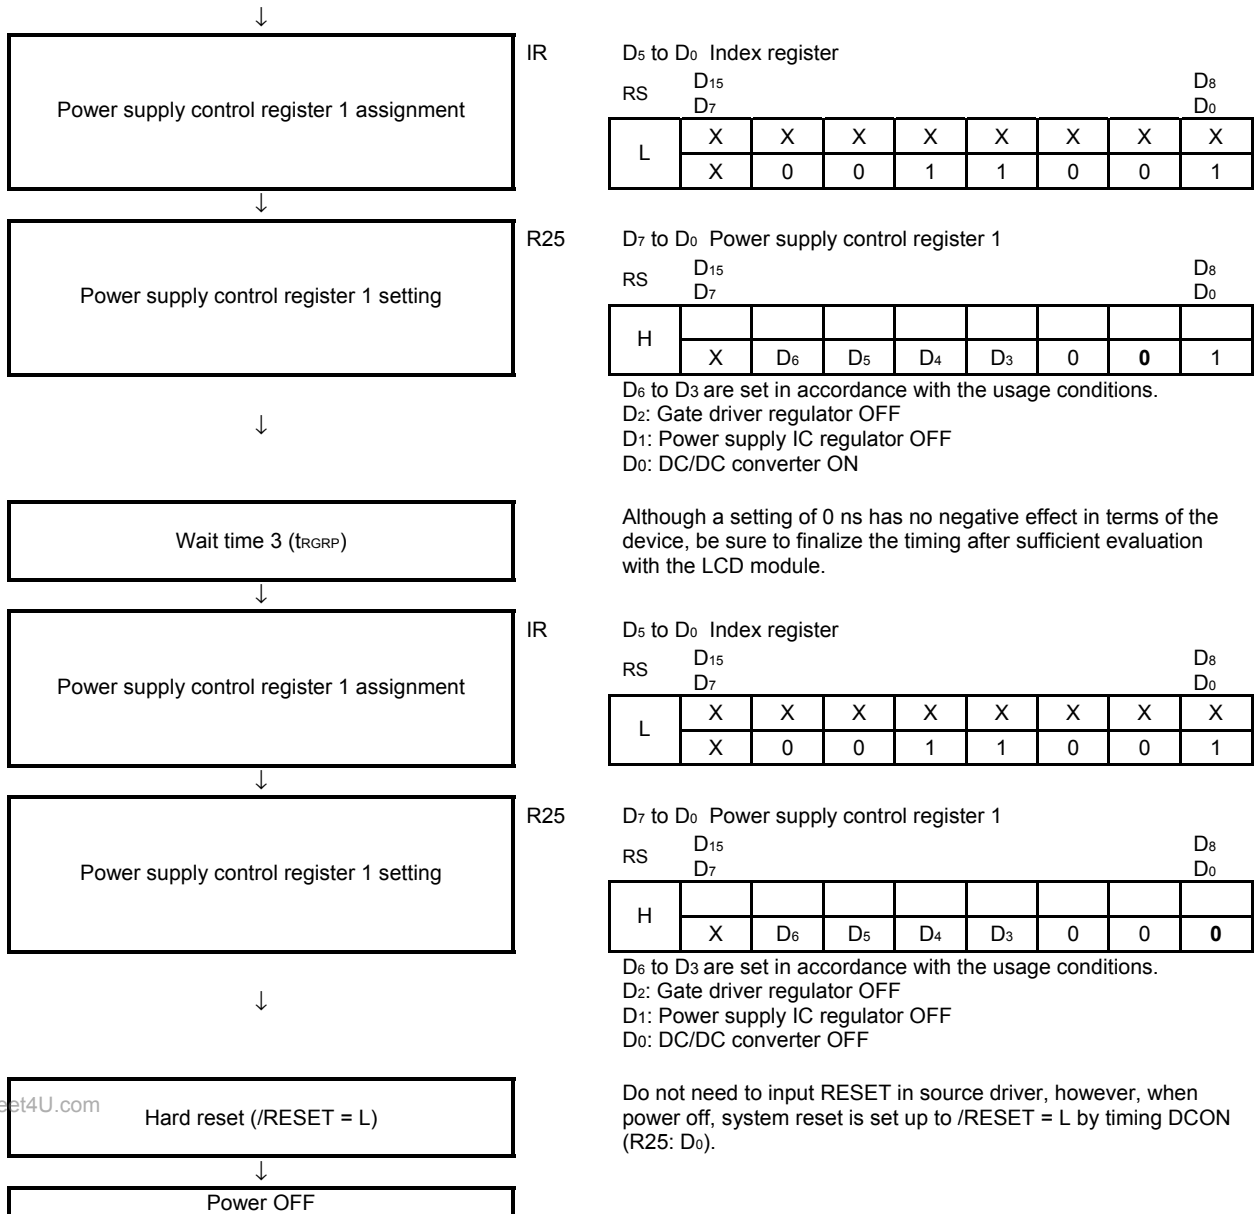 ↓
Power supply control register 1 assignment
IR
D5 to D0 Index register
RS D15 D8
D7 D0
L X X X X X X X X
X 0 0 1 1 0 0 1
↓
Power supply control register 1 setting
R25
D7 to D0 Power supply control register 1
RS D15 D8
D7 D0
H
X D6 D5 D4 D3 0 0 1
D6 to D3 are set in accordance with the usage conditions.
D2: Gate driver regulator OFF
D1: Power supply IC regulator OFF
D0: DC/DC converter ON
↓
Wait time 3 (tRGRP)
Although a setting of 0 ns has no negative effect in terms of the
device, be sure to finalize the timing after sufficient evaluation
with the LCD module.
↓
Power supply control register 1 assignment
IR
D5 to D0 Index register
RS D15 D8
D7 D0
L X X X X X X X X
X 0 0 1 1 0 0 1
↓
Power supply control register 1 setting
R25
D7 to D0 Power supply control register 1
RS D15 D8
D7 D0
H
X D6 D5 D4 D3 0 0 0
D6 to D3 are set in accordance with the usage conditions.
D2: Gate driver regulator OFF
D1: Power supply IC regulator OFF
D0: DC/DC converter OFF
↓
Hard reset (/RESET = L)
Do not need to input RESET in source driver, however, when
power off, system reset is set up to /RESET = L by timing DCON
(R25: D0).
eet4U.com
↓
Power OFF